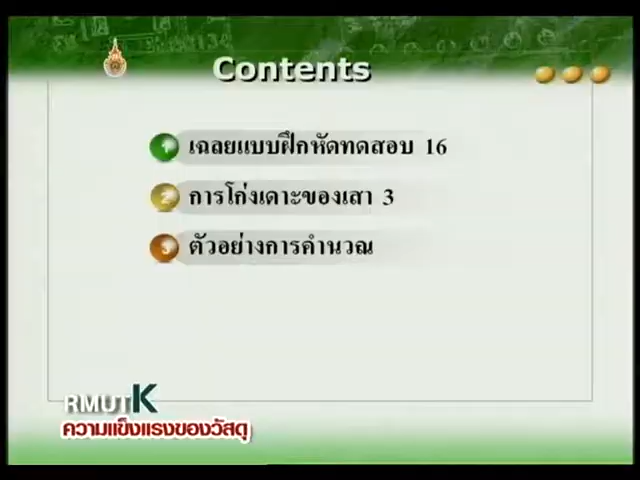 Contents
1 เฉลยแบบฝึกหัดทดสอบ 16
2 การโก่งเดาะของเสา 3
3 ตัวอย่างการคำนวณ
RMUTK
ความแข็งแรงของวัสดุ